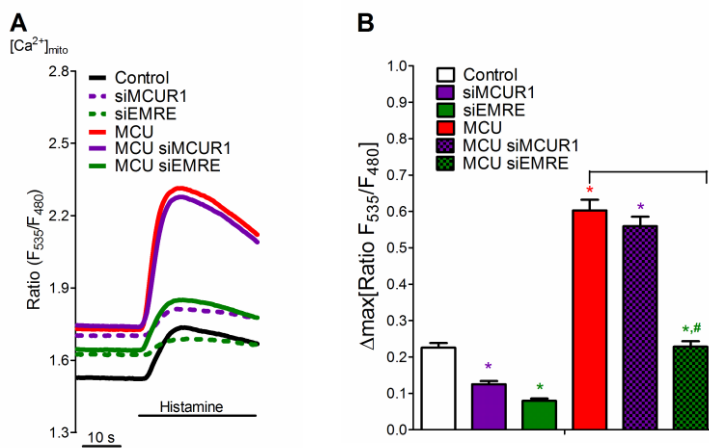 A
[Ca²⁺]mito
2.8
2.5
2.2
1.9
1.6
1.3
Ratio (F₅₃₅/F₄₈₀)
Control
siMCUR1
siEMRE
MCU
MCU siMCUR1
MCU siEMRE
Histamine
10 s
B
1.0
0.9
0.8
0.7
0.6
0.5
0.4
0.3
0.2
0.1
0.0
Δmax[Ratio F₅₃₅/F₄₈₀]
Control
siMCUR1
siEMRE
MCU
MCU siMCUR1
MCU siEMRE
*
*
*
*
*,#